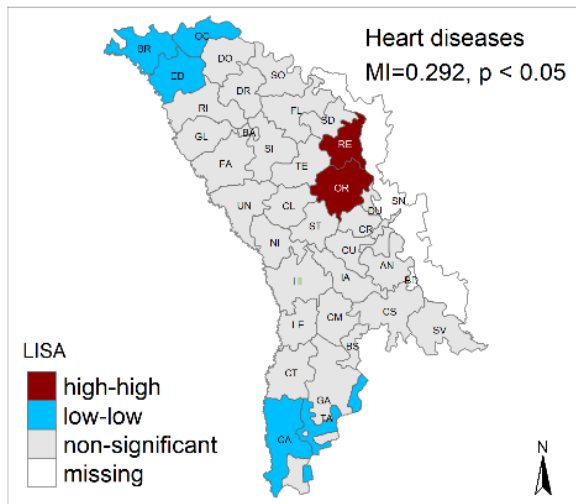 Heart diseases
MI=0.292, p < 0.05
OC
BR
ED
DO
SO
DR
RI
FL
SD
GL
BA
SI
RE
FA
TE
OR
UN
CL
SN
DU
ST
CR
NI
CU
AN
IA
CM
CS
SV
BS
CT
GA
TA
CA
LISA
high-high
low-low
non-significant
missing
N